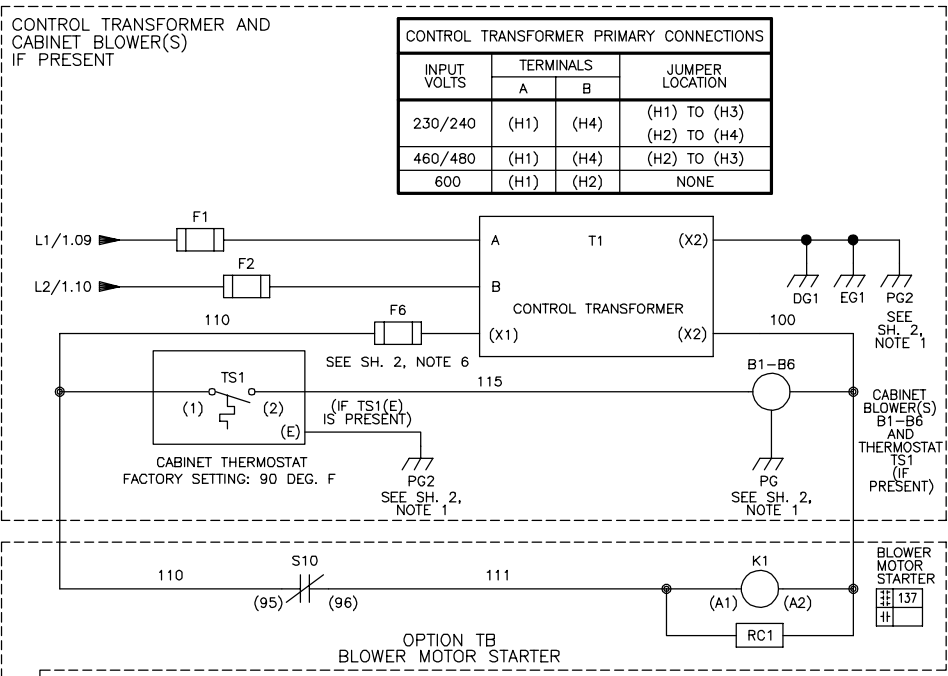 CONTROL TRANSFORMER AND
CABINET BLOWER(S)
IF PRESENT
CONTROL TRANSFORMER PRIMARY CONNECTIONS
INPUT VOLTS
TERMINALS
JUMPER LOCATION
A B
230/240 (H1) (H4) (H1) TO (H3)
(H2) TO (H4)
460/480 (H1) (H4) (H2) TO (H3)
600 (H1) (H2) NONE
F1
L1/1.09
A T1 (X2)
F2
L2/1.10
B
DG1 EG1 PG2
SEE
SH. 2,
NOTE 1
CONTROL TRANSFORMER
110
F6
(X1) (X2)
100
SEE SH. 2, NOTE 6
TS1
115
B1-B6
(1) (2)
(IF TS1(E)
IS PRESENT)
(E)
CABINET
BLOWER(S)
B1-B6
AND
THERMOSTAT
TS1
(IF
PRESENT)
CABINET THERMOSTAT
FACTORY SETTING: 90 DEG. F
PG2
SEE SH. 2,
NOTE 1
PG
SEE SH. 2,
NOTE 1
BLOWER
MOTOR
STARTER
137
110
S10
111
K1
(95) (96)
(A1) (A2)
RC1
OPTION TB
BLOWER MOTOR STARTER